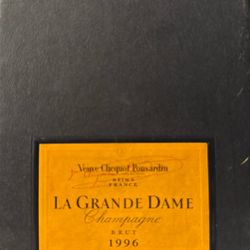 Veuve Clicquot Ponsardin
REIMS
FRANCE
LA GRANDE DAME
Champagne
BRUT
1996